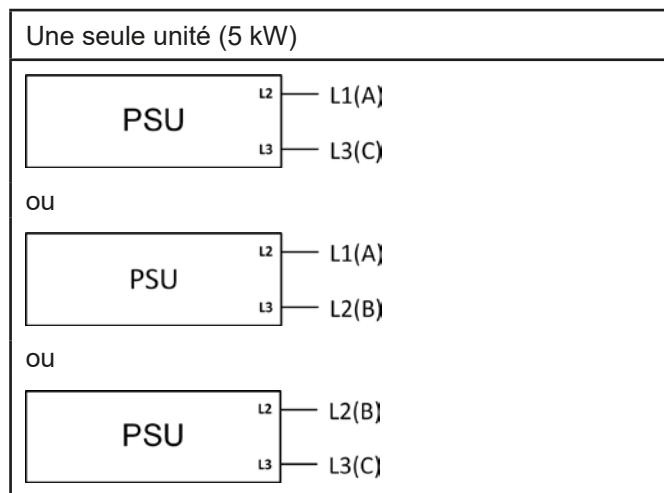 Une seule unité (5 kW)
L2 L1(A)
PSU
L3 L3(C)
ou
L2 L1(A)
PSU
L3 L2(B)
ou
L2 L2(B)
PSU
L3 L3(C)